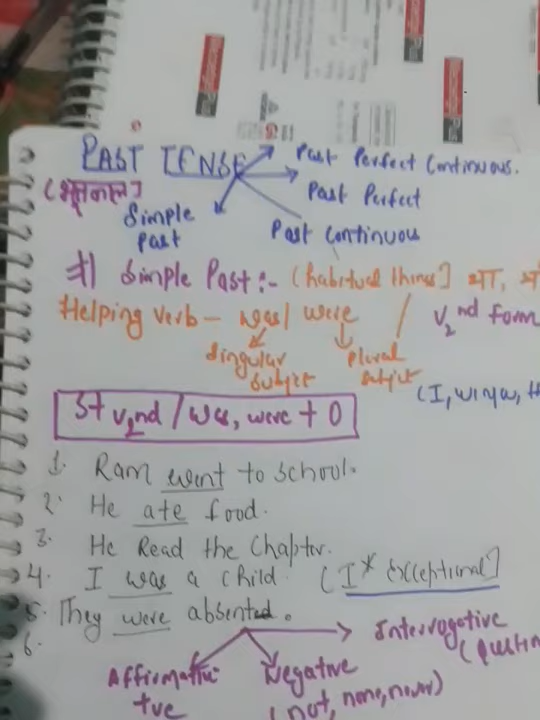 PAST TENSE
Past Perfect Continuous.
(भूतकाल)
Past Perfect
Simple Past
Past Continuous
#1 Simple Past :- (habitual things] था,
Helping verb - was/ were
V2nd form
Singular subject
Plural subject
(I, we, you,
S+ V2nd / was, were + O
1. Ram went to school.
2. He ate food.
3. He Read the Chapter.
4. I was a child. (I* exceptional]
5. They were absented.
6.
Interrogative
Affirmative
+ve
Negative
(not, none, never)